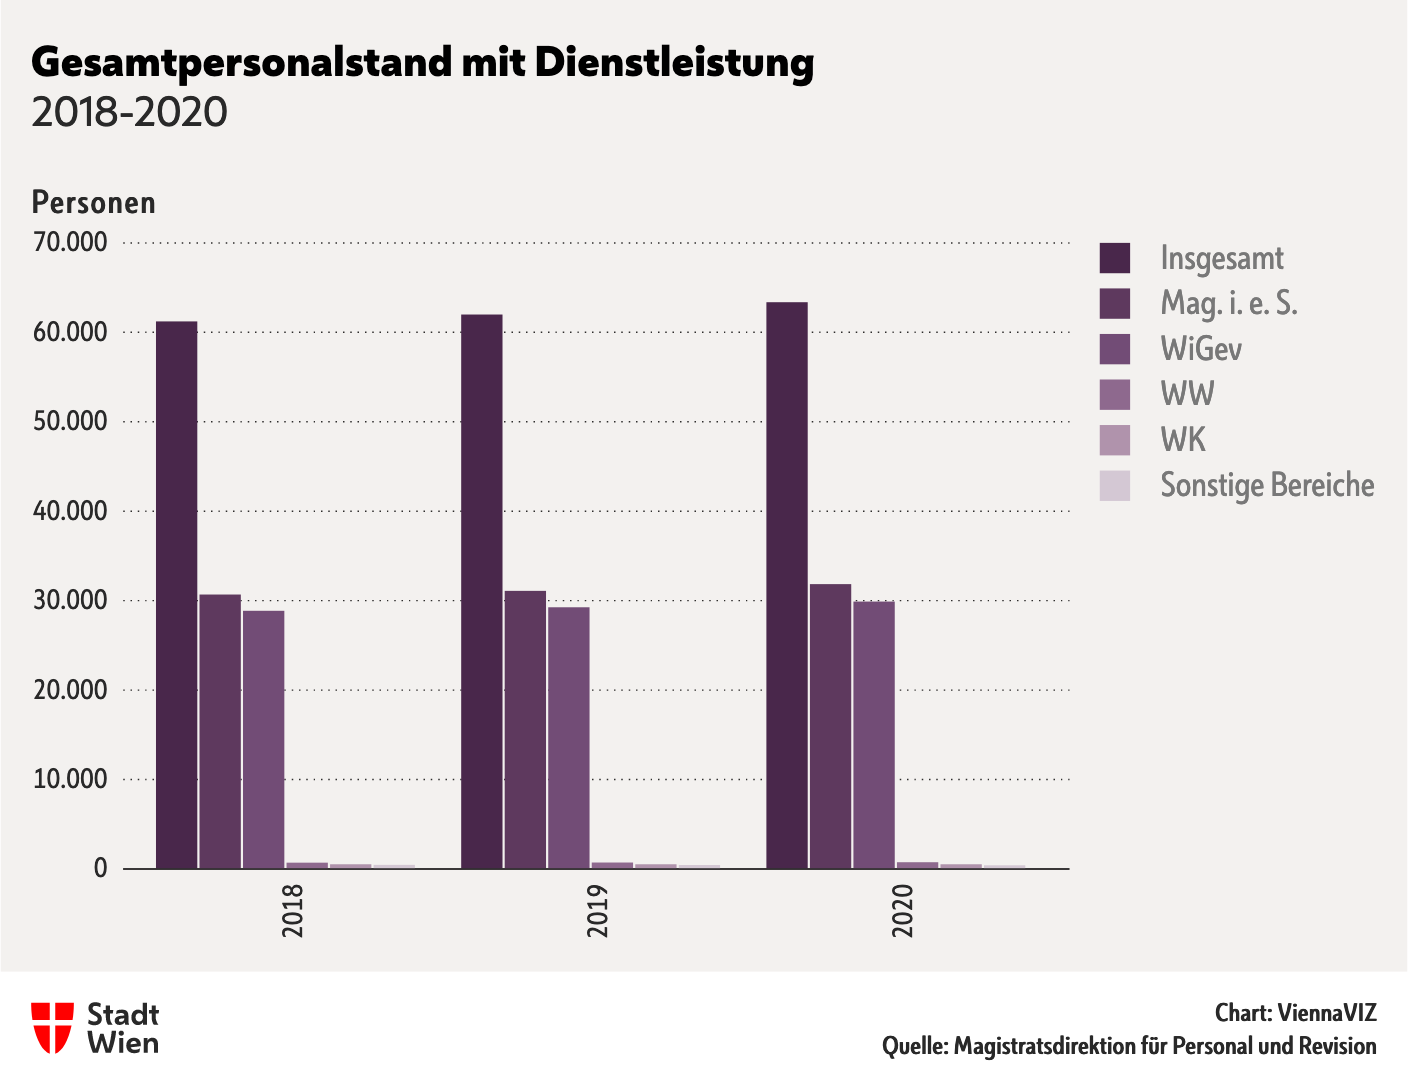 Gesamtpersonalstand mit Dienstleistung
2018-2020
Personen
70.000
60.000
50.000
40.000
30.000
20.000
10.000
0
2018
2019
2020
Insgesamt
Mag. i. e. S.
WiGev
WW
WK
Sonstige Bereiche
Stadt
Wien
Chart: ViennaVIZ
Quelle: Magistratsdirektion für Personal und Revision